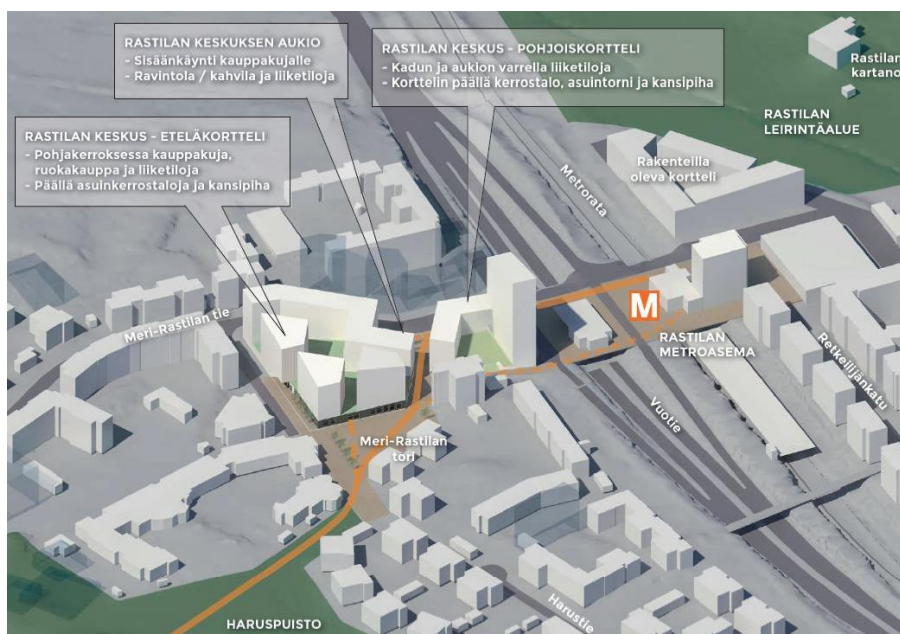 RASTILAN KESKUKSEN AUKIO
- Sisäänkäynti kauppakujalle
- Ravintola / kahvila ja liiketiloja
RASTILAN KESKUS - POHJOISKORTTELI
- Kadun ja aukion varrella liiketiloja
- Korttelin päällä kerrostalo, asuintorni ja kansipiha
RASTILAN KESKUS - ETELÄKORTTELI
- Pohjakerroksessa kauppakuja,
ruokakauppa ja liiketiloja
- Päällä asuinkerrostaloja ja kansipiha
Rastilan
kartano
RASTILAN
LEIRINTÄALUE
Rakenteilla
oleva kortteli
Metrorata
M
RASTILAN
METROASEMA
Meri-Rastilan tie
Retkeilijänkatu
Vuotie
Meri-Rastilan
tori
Harustie
HARUSPUISTO